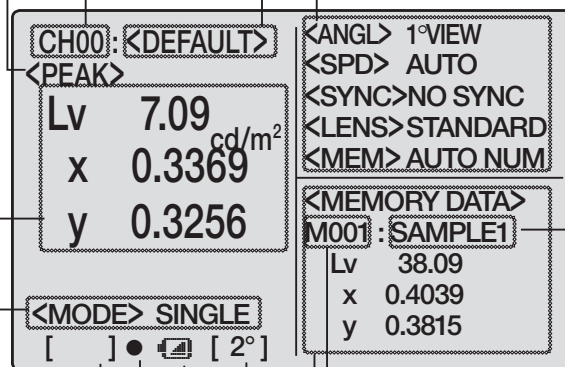 CH00 : <DEFAULT>
<PEAK>
Lv 7.09 cd/m²
x 0.3369
y 0.3256
<MODE> SINGLE
[ ] ● [ 2° ]
<ANGL> 1°VIEW
<SPD> AUTO
<SYNC>NO SYNC
<LENS>STANDARD
<MEM> AUTO NUM
<MEMORY DATA>
M001 : SAMPLE1
Lv 38.09
x 0.4039
y 0.3815